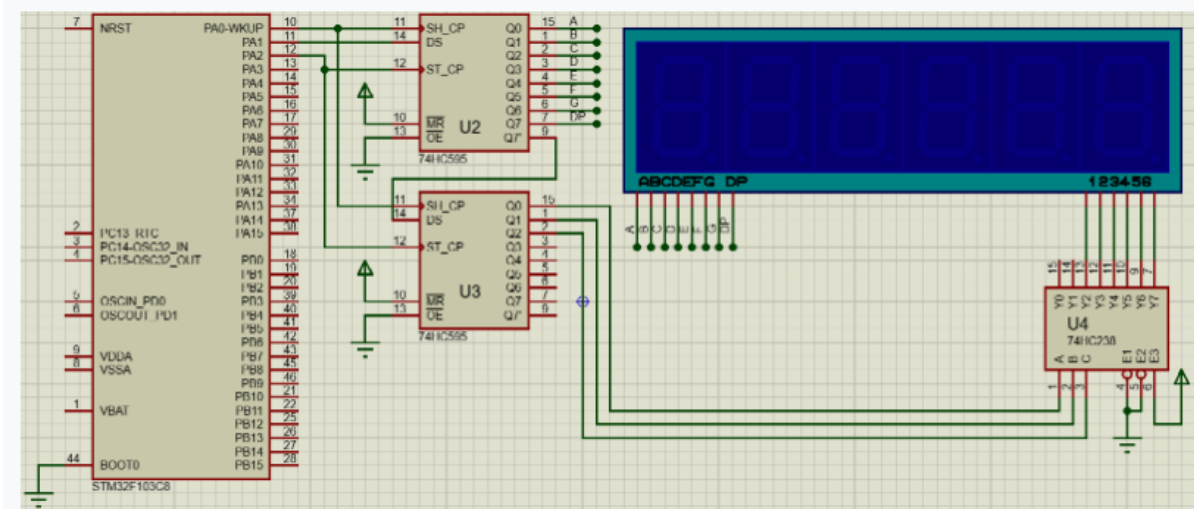 7 NRST
PA0-WKUP 10
PA1 11
PA2 12
PA3 13
PA4 14
PA5 15
PA6 16
PA7 17
PA8 29
PA9 30
PA10 31
PA11 32
PA12 33
PA13 34
PA14 37
PA15 38
2 PC13_RTC
3 PC14-OSC32_IN
4 PC15-OSC32_OUT
PB0 18
PB1 19
PB2 20
PB3 39
PB4 40
PB5 41
PB6 42
PB7 43
PB8 45
PB9 46
PB10 21
PB11 22
PB12 25
PB13 26
PB14 27
PB15 28
5 OSCIN_PD0
6 OSCOUT_PD1
9 VDDA
8 VSSA
1 VBAT
44 BOOT0
STM32F103C8
11 SH_CP Q0 15 A
14 DS Q1 1 B
Q2 2 C
12 ST_CP Q3 3 D
Q4 4 E
Q5 5 F
Q6 6 G
10 MR Q7 7 DP
13 OE Q7' 9
U2
74HC595
11 SH_CP Q0 15
14 DS Q1 1
Q2 2
12 ST_CP Q3 3
Q4 4
Q5 5
Q6 6
10 MR Q7 7
13 OE Q7' 9
U3
74HC595
ABCDEFG DP 123456
A B C D E F G DP
15 14 13 12 11 10 9 7
Y0 Y1 Y2 Y3 Y4 Y5 Y6 Y7
U4
74HC238
A B C E1 E2 E3
1 2 3 4 5 6